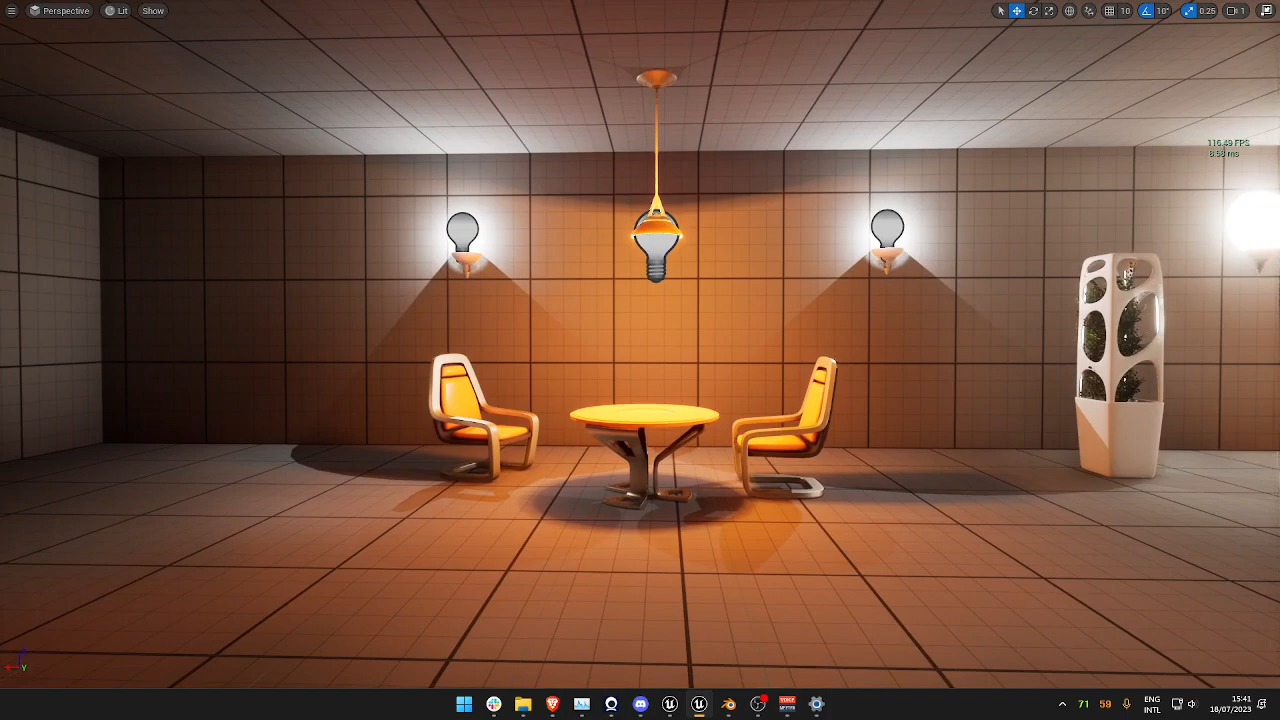 Perspective
Lit
Show
10
10°
0.25
1
116.49 FPS
8.58 ms
Y
71
59
ENG
INTL
15:41
18/07/2023